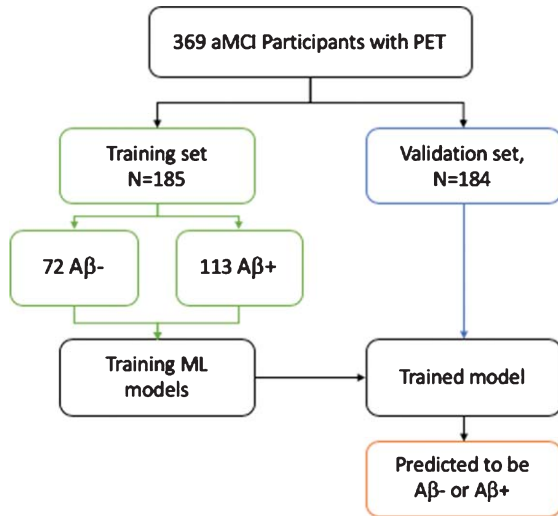 369 aMCI Participants with PET
Training set
N=185
Validation set,
N=184
72 Aβ-
113 Aβ+
Training ML
models
Trained model
Predicted to be
Aβ- or Aβ+